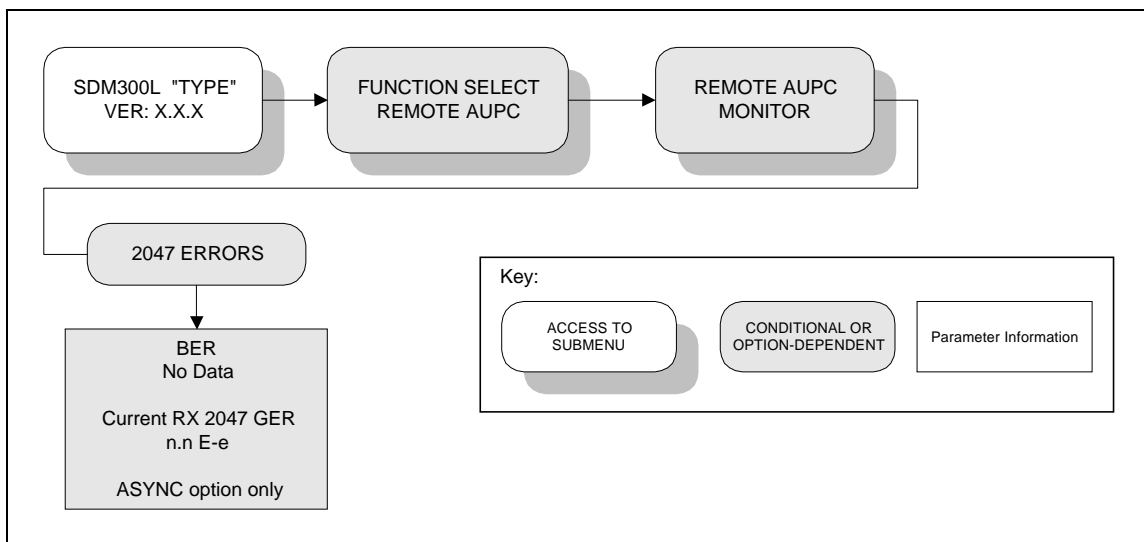 SDM300L "TYPE"
VER: X.X.X
FUNCTION SELECT
REMOTE AUPC
REMOTE AUPC
MONITOR
2047 ERRORS
BER
No Data
Current RX 2047 GER
n.n E-e
ASYNC option only
Key:
ACCESS TO
SUBMENU
CONDITIONAL OR
OPTION-DEPENDENT
Parameter Information